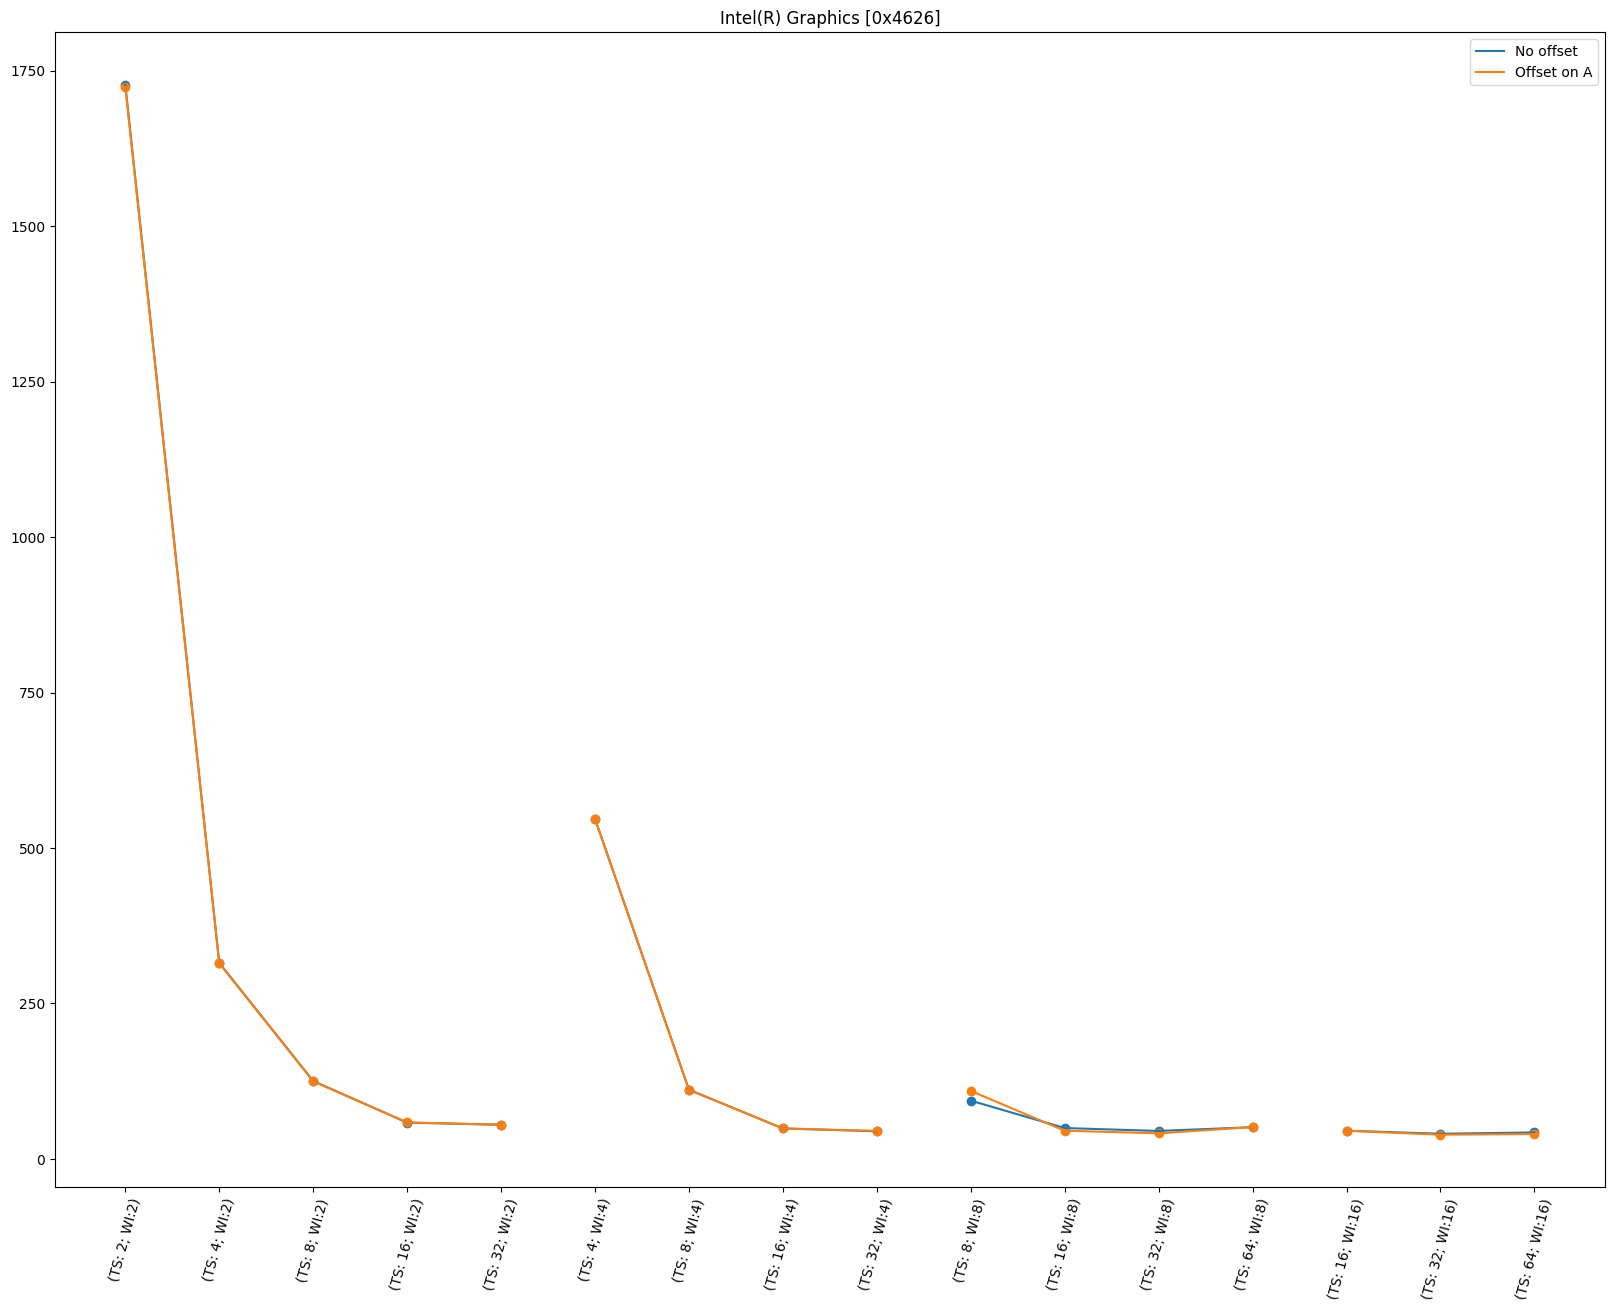 Intel(R) Graphics [0x4626]
No offset
Offset on A
1750
1500
1250
1000
750
500
250
0
(TS: 2; WI:2)
(TS: 4; WI:2)
(TS: 8; WI:2)
(TS: 16; WI:2)
(TS: 32; WI:2)
(TS: 4; WI:4)
(TS: 8; WI:4)
(TS: 16; WI:4)
(TS: 32; WI:4)
(TS: 8; WI:8)
(TS: 16; WI:8)
(TS: 32; WI:8)
(TS: 64; WI:8)
(TS: 16; WI:16)
(TS: 32; WI:16)
(TS: 64; WI:16)